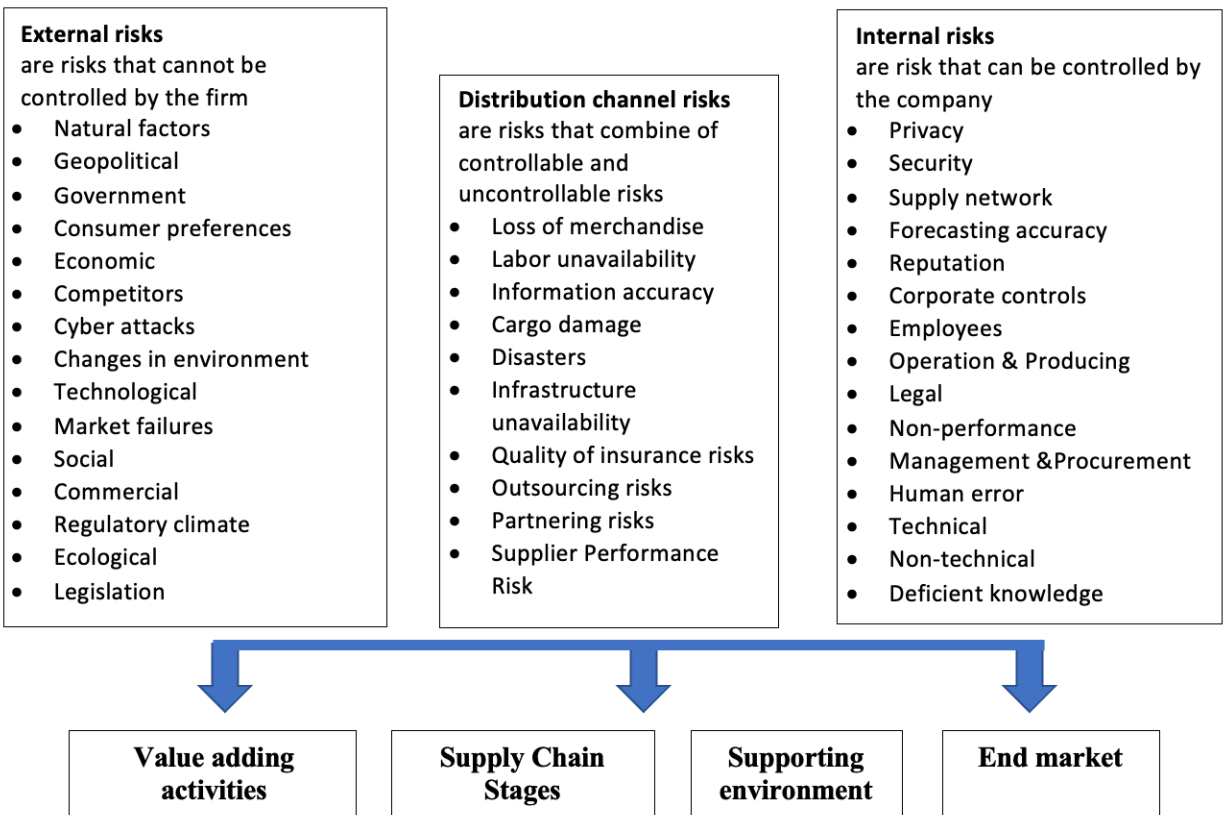 External risks
are risks that cannot be
controlled by the firm
• Natural factors
• Geopolitical
• Government
• Consumer preferences
• Economic
• Competitors
• Cyber attacks
• Changes in environment
• Technological
• Market failures
• Social
• Commercial
• Regulatory climate
• Ecological
• Legislation
Distribution channel risks
are risks that combine of
controllable and
uncontrollable risks
• Loss of merchandise
• Labor unavailability
• Information accuracy
• Cargo damage
• Disasters
• Infrastructure
unavailability
• Quality of insurance risks
• Outsourcing risks
• Partnering risks
• Supplier Performance
Risk
Internal risks
are risk that can be controlled by
the company
• Privacy
• Security
• Supply network
• Forecasting accuracy
• Reputation
• Corporate controls
• Employees
• Operation & Producing
• Legal
• Non-performance
• Management &Procurement
• Human error
• Technical
• Non-technical
• Deficient knowledge
Value adding
activities
Supply Chain
Stages
Supporting
environment
End market